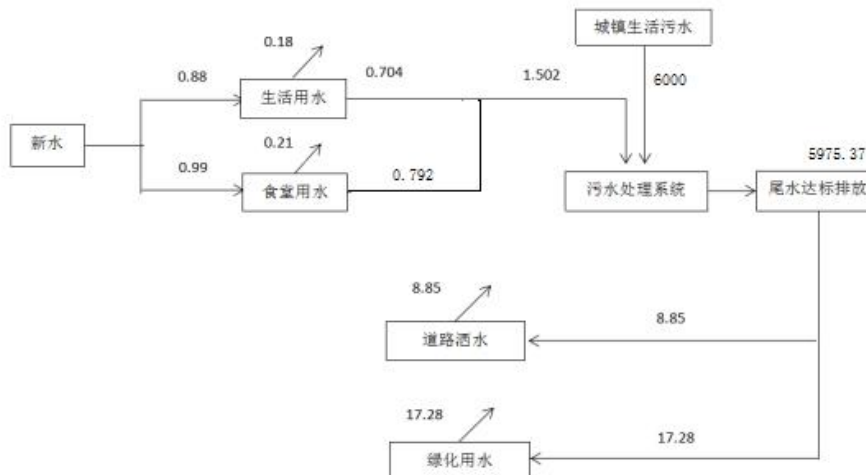 城镇生活污水
0.18
0.88
0.704
1.502
6000
生活用水
新水
0.21
0.99
0.792
5975.37
食堂用水
污水处理系统
尾水达标排放
8.85
8.85
道路洒水
17.28
17.28
绿化用水